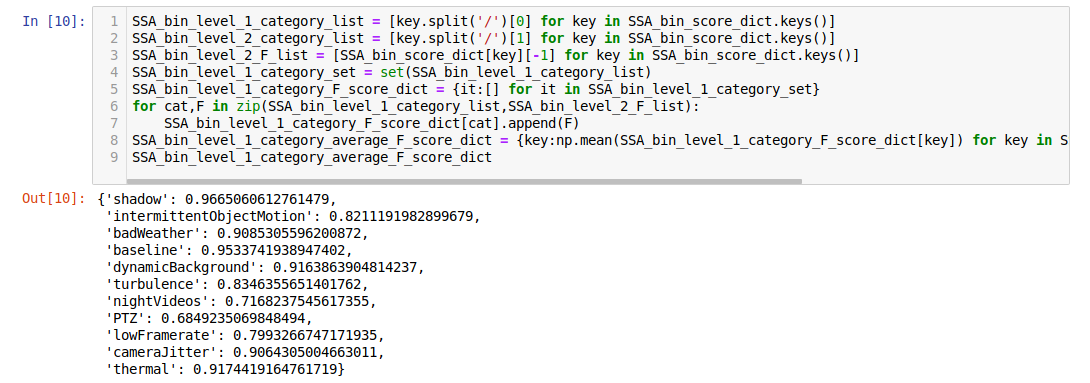 In [10]:
1 SSA_bin_level_1_category_list = [key.split('/')[0] for key in SSA_bin_score_dict.keys()]
2 SSA_bin_level_2_category_list = [key.split('/')[1] for key in SSA_bin_score_dict.keys()]
3 SSA_bin_level_2_F_list = [SSA_bin_score_dict[key][-1] for key in SSA_bin_score_dict.keys()]
4 SSA_bin_level_1_category_set = set(SSA_bin_level_1_category_list)
5 SSA_bin_level_1_category_F_score_dict = {it:[] for it in SSA_bin_level_1_category_set}
6 for cat,F in zip(SSA_bin_level_1_category_list,SSA_bin_level_2_F_list):
7     SSA_bin_level_1_category_F_score_dict[cat].append(F)
8 SSA_bin_level_1_category_average_F_score_dict = {key:np.mean(SSA_bin_level_1_category_F_score_dict[key]) for key in S
9 SSA_bin_level_1_category_average_F_score_dict
Out[10]: {'shadow': 0.9665060612761479,
'intermittentObjectMotion': 0.8211191982899679,
'badWeather': 0.9085305596200872,
'baseline': 0.9533741938947402,
'dynamicBackground': 0.9163863904814237,
'turbulence': 0.8346355651401762,
'nightVideos': 0.7168237545617355,
'PTZ': 0.6849235069848494,
'lowFramerate': 0.7993266747171935,
'cameraJitter': 0.9064305004663011,
'thermal': 0.9174419164761719}